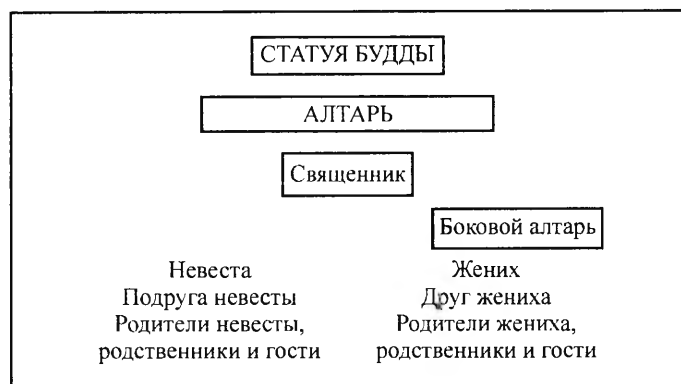 СТАТУЯ БУДДЫ
АЛТАРЬ
Священник
Боковой алтарь
Невеста
Подруга невесты
Родители невесты,
родственники и гости
Жених
Друг жениха
Родители жениха,
родственники и гости